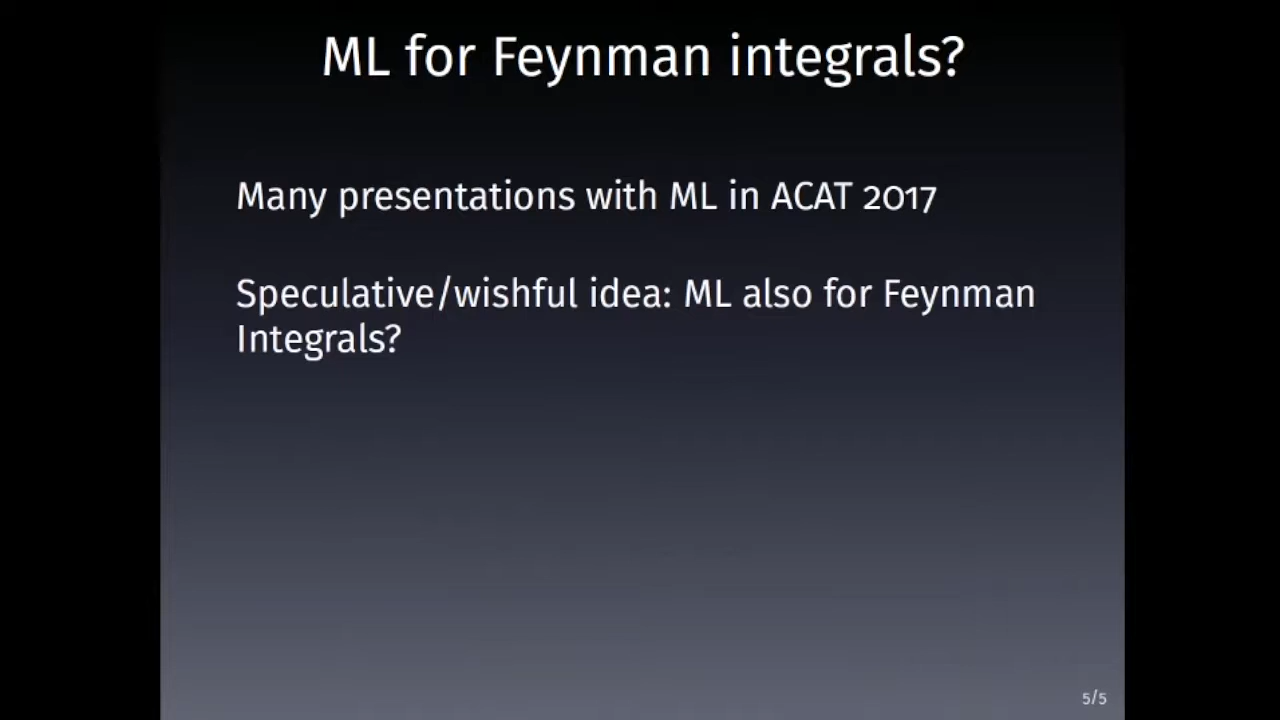 ML for Feynman integrals?
Many presentations with ML in ACAT 2017
Speculative/wishful idea: ML also for Feynman
Integrals?
5/5